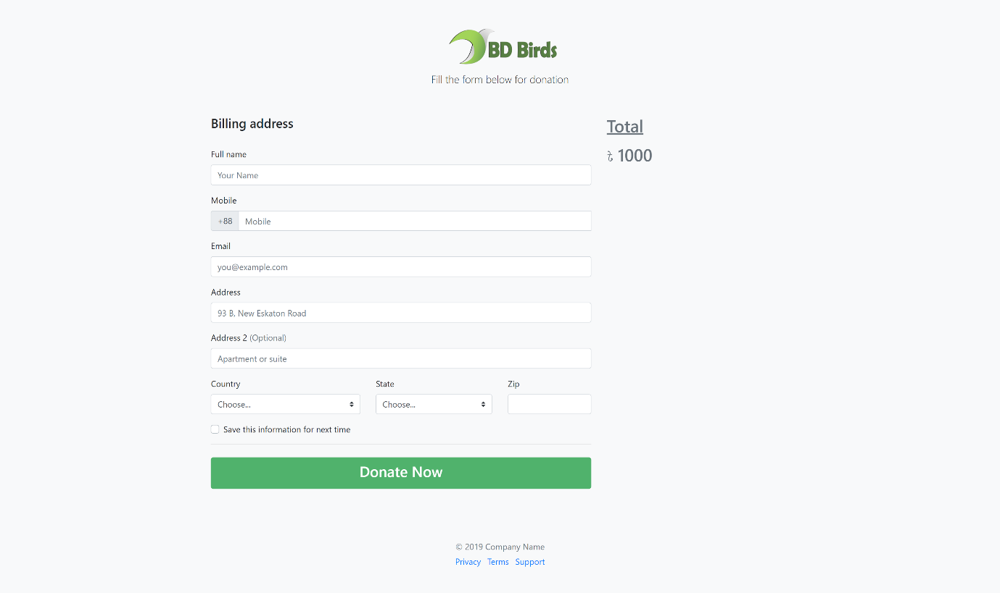 BD Birds
Fill the form below for donation
Billing address
Full name
Your Name
Mobile
+88 Mobile
Email
you@example.com
Address
93 B, New Eskaton Road
Address 2 (Optional)
Apartment or suite
Country State Zip
Choose... Choose...
Save this information for next time
Donate Now
Total
৳ 1000
© 2019 Company Name
Privacy Terms Support